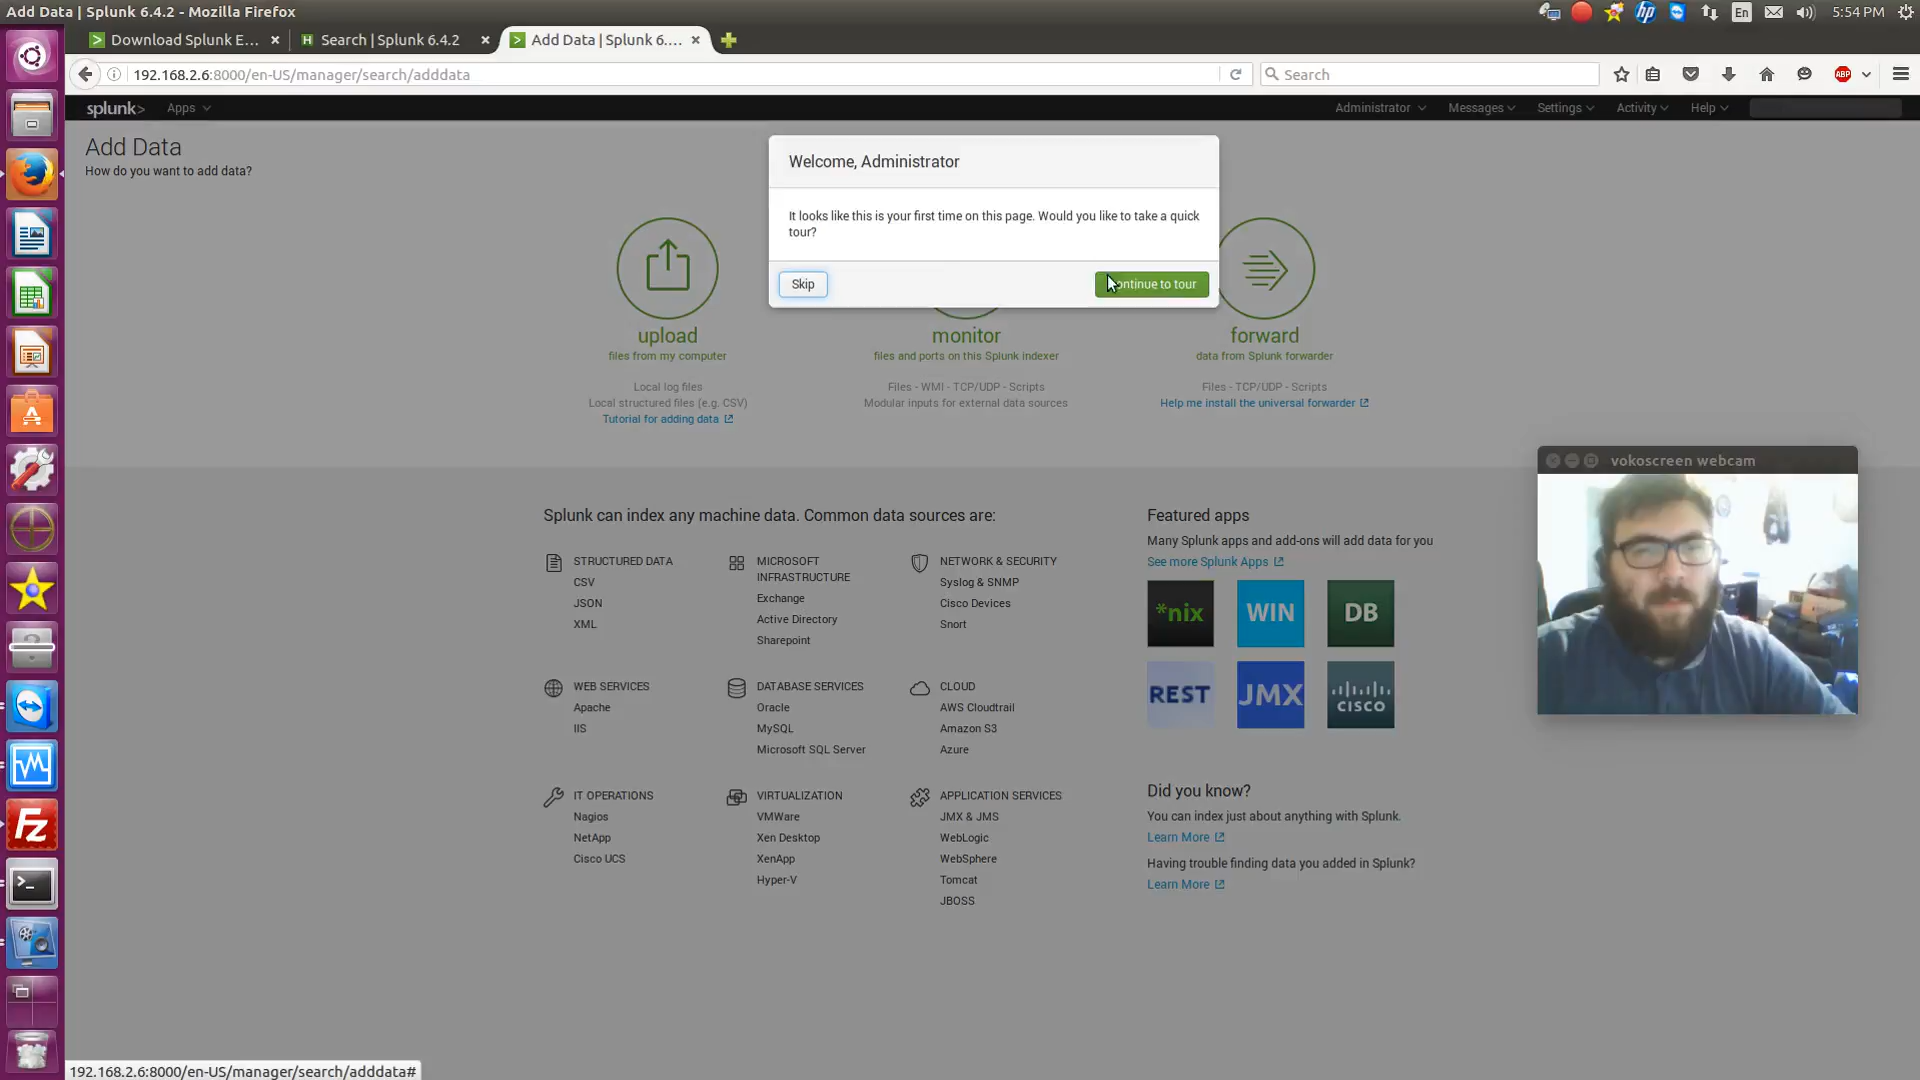 Add Data | Splunk 6.4.2 - Mozilla Firefox
En
5:54 PM
Download Splunk E...
Search | Splunk 6.4.2
Add Data | Splunk 6....
192.168.2.6:8000/en-US/manager/search/adddata
Search
ABP
splunk>
Apps
Administrator
Messages
Settings
Activity
Help
Add Data
How do you want to add data?
Welcome, Administrator
It looks like this is your first time on this page. Would you like to take a quick
tour?
Skip
Continue to tour
upload
files from my computer
Local log files
Local structured files (e.g. CSV)
Tutorial for adding data
monitor
files and ports on this Splunk indexer
Files - WMI - TCP/UDP - Scripts
Modular inputs for external data sources
forward
data from Splunk forwarder
Files - TCP/UDP - Scripts
Help me install the universal forwarder
vokoscreen webcam
Splunk can index any machine data. Common data sources are:
STRUCTURED DATA
CSV
JSON
XML
MICROSOFT
INFRASTRUCTURE
Exchange
Active Directory
Sharepoint
NETWORK & SECURITY
Syslog & SNMP
Cisco Devices
Snort
WEB SERVICES
Apache
IIS
DATABASE SERVICES
Oracle
MySQL
Microsoft SQL Server
CLOUD
AWS Cloudtrail
Amazon S3
Azure
IT OPERATIONS
Nagios
NetApp
Cisco UCS
VIRTUALIZATION
VMWare
Xen Desktop
XenApp
Hyper-V
APPLICATION SERVICES
JMX & JMS
WebLogic
WebSphere
Tomcat
JBOSS
Featured apps
Many Splunk apps and add-ons will add data for you
See more Splunk Apps
*nix
WIN
DB
REST
JMX
CISCO
Did you know?
You can index just about anything with Splunk.
Learn More
Having trouble finding data you added in Splunk?
Learn More
192.168.2.6:8000/en-US/manager/search/adddata#